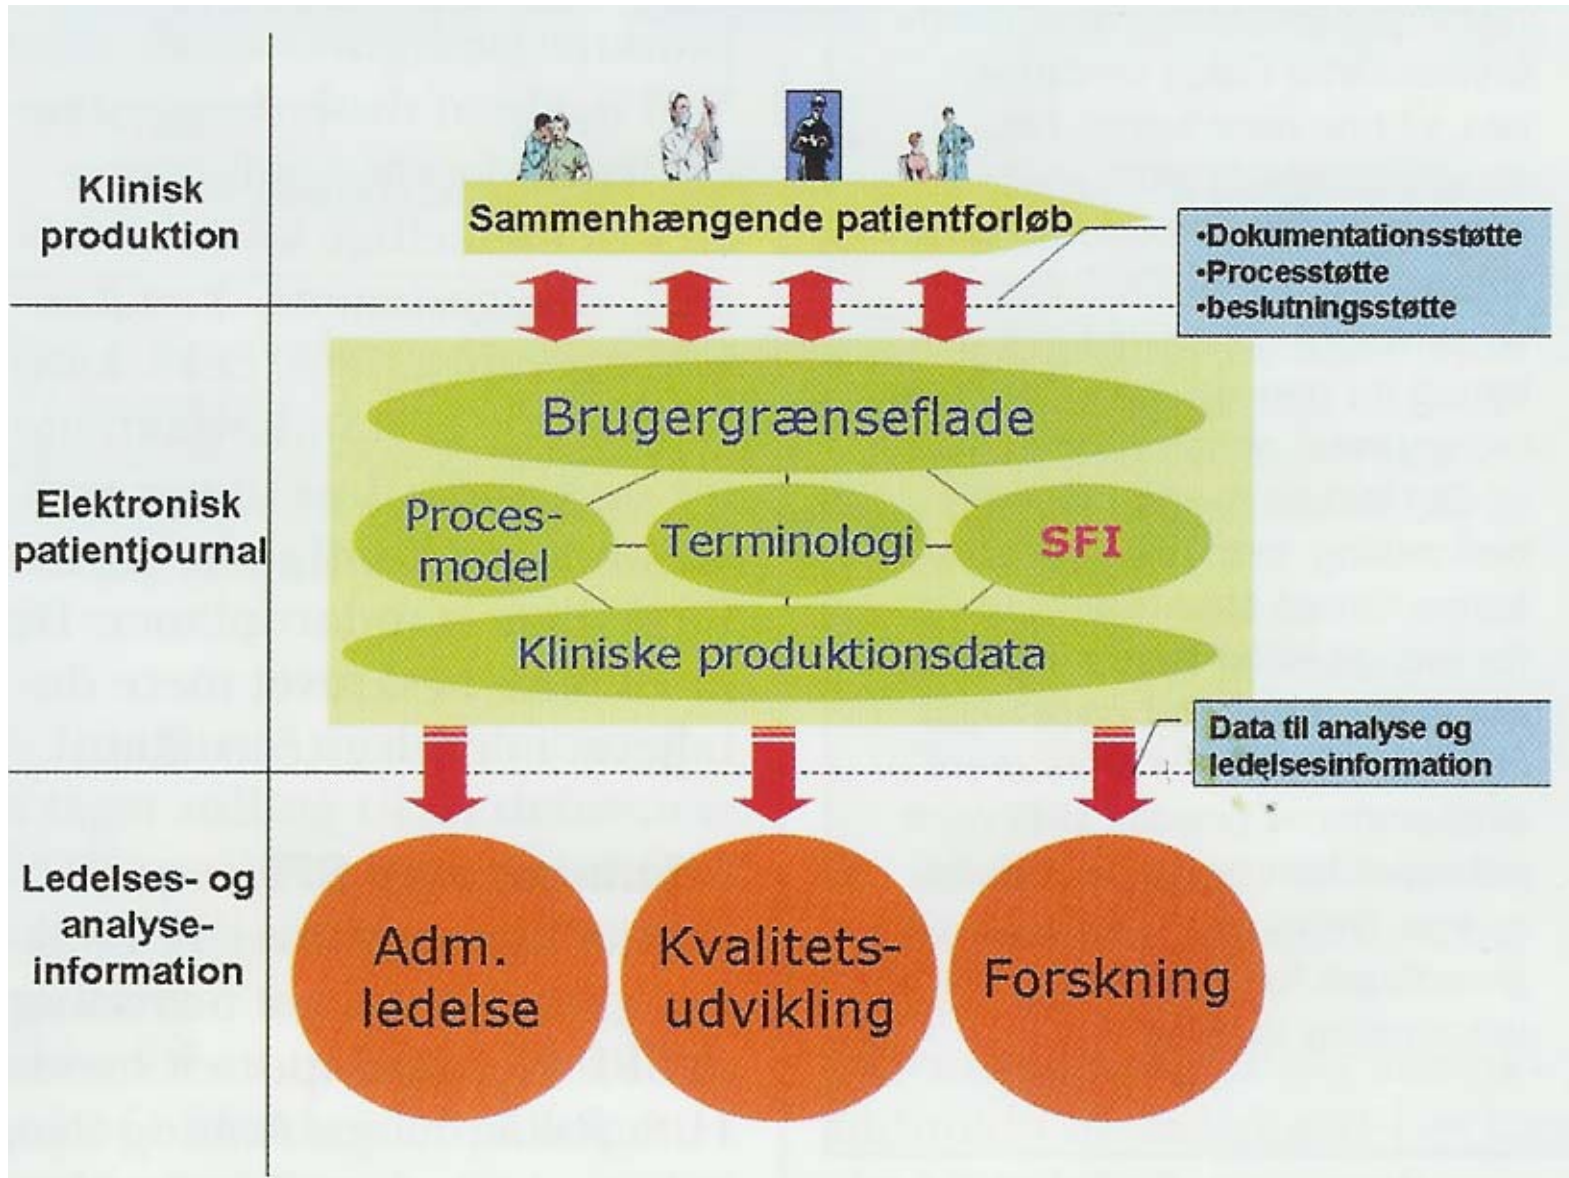 Klinisk
produktion
Sammenhængende patientforløb
•Dokumentationsstøtte
•Processtøtte
•beslutningsstøtte
Elektronisk
patientjournal
Brugergrænseflade
Proces-
model
Terminologi
SFI
Kliniske produktionsdata
Data til analyse og
ledelsesinformation
Ledelses- og
analyse-
information
Adm.
ledelse
Kvalitets-
udvikling
Forskning